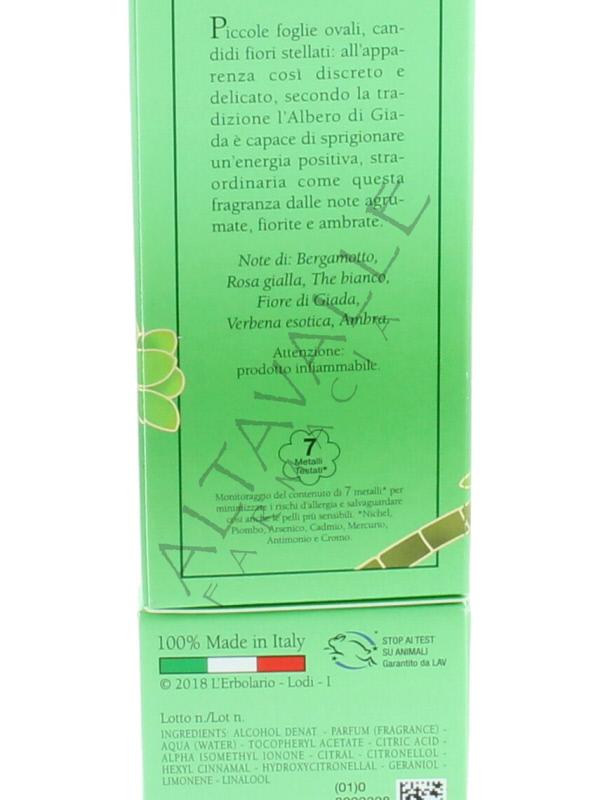 Piccole foglie ovali, can-
didi fiori stellati: all'appa-
renza così discreto e
delicato, secondo la tra-
dizione l'Albero di Gia-
da è capace di sprigionare
un'energia positiva, stra-
ordinaria come questa
fragranza dalle note agru-
mate, fiorite e ambrate.
Note di: Bergamotto,
Rosa gialla, The bianco,
Fiore di Giada,
Verbena esotica, Ambra.
Attenzione:
prodotto infiammabile.
7
Metalli
Testati*
Monitoraggio del contenuto di 7 metalli* per
minimizzare i rischi d'allergia e salvaguardare
così anche le pelli più sensibili. *Nichel,
Piombo, Arsenico, Cadmio, Mercurio,
Antimonio e Cromo.
ALTAVALLE
FARMACIALE
100% Made in Italy
STOP AI TEST
SU ANIMALI
Garantito da LAV
© 2018 L'Erbolario - Lodi - I
Lotto n./Lot n.
INGREDIENTS: ALCOHOL DENAT - PARFUM (FRAGRANCE) -
AQUA (WATER) - TOCOPHERYL ACETATE - CITRIC ACID -
ALPHA ISOMETHYL IONONE - CITRAL - CITRONELLOL -
HEXYL CINNAMAL - HYDROXYCITRONELLAL - GERANIOL -
LIMONENE - LINALOOL
(01)0